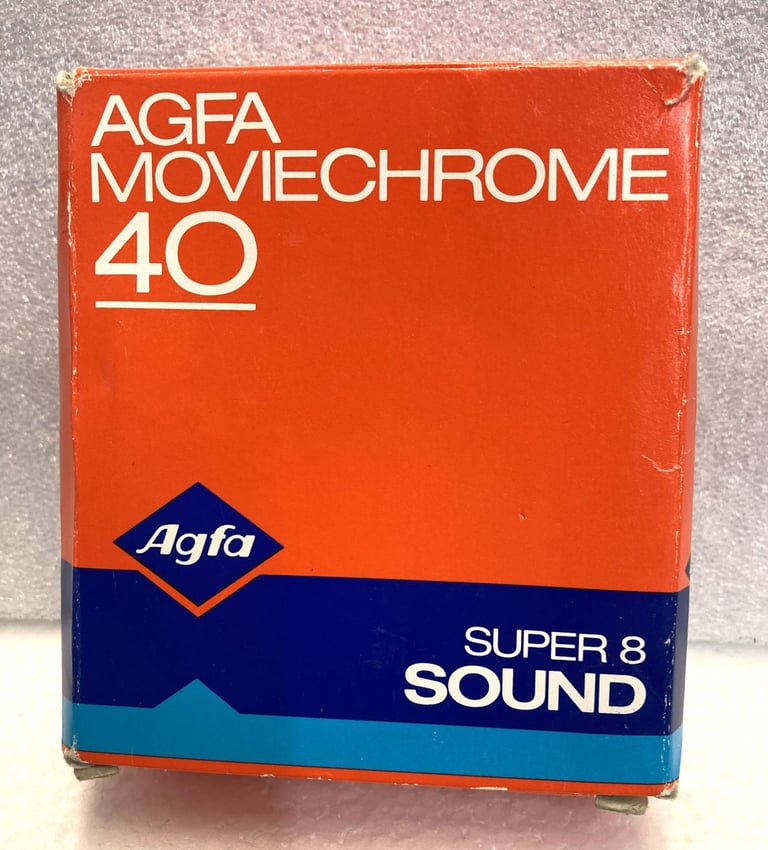 AGFA
MOVIECHROME
40
Agfa
SUPER 8
SOUND